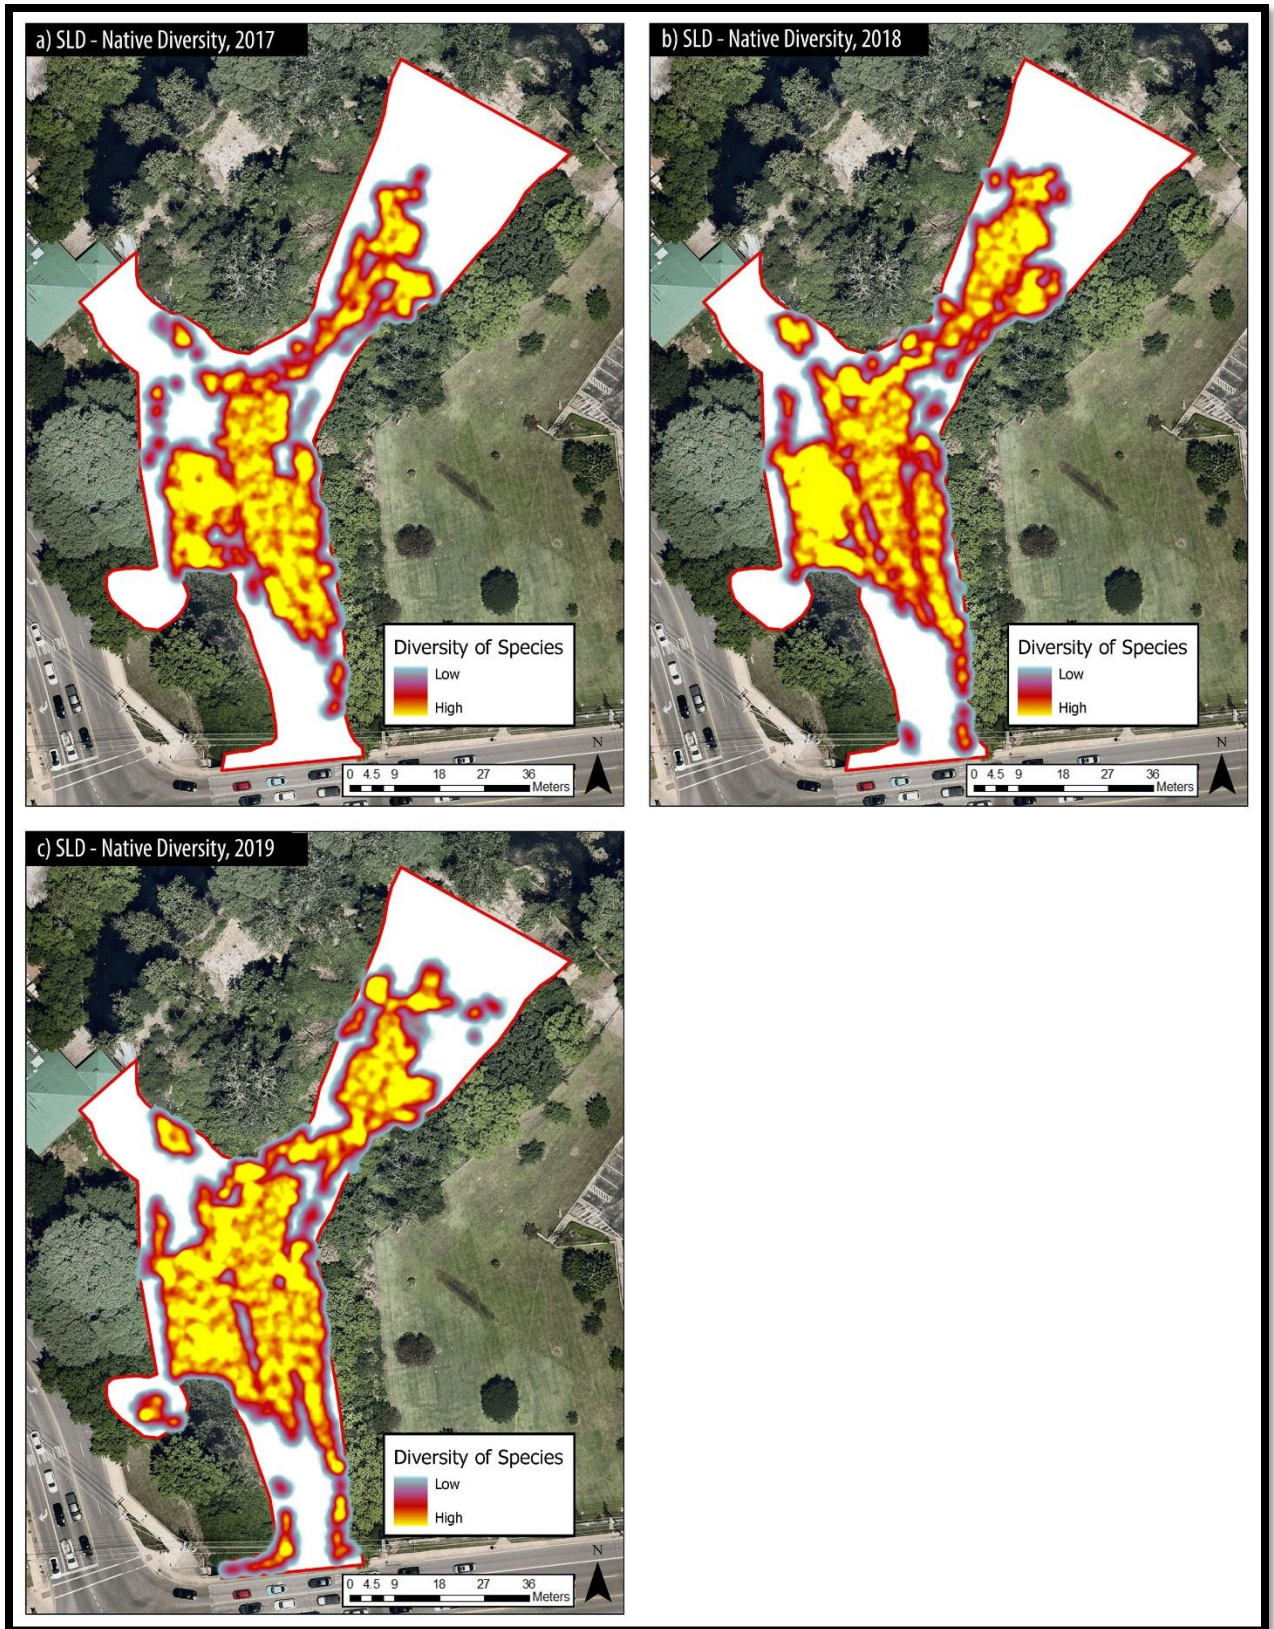 a) SLD - Native Diversity, 2017
Diversity of Species
Low
High
N
0 4.5 9 18 27 36
Meters
b) SLD - Native Diversity, 2018
Diversity of Species
Low
High
N
0 4.5 9 18 27 36
Meters
c) SLD - Native Diversity, 2019
Diversity of Species
Low
High
N
0 4.5 9 18 27 36
Meters